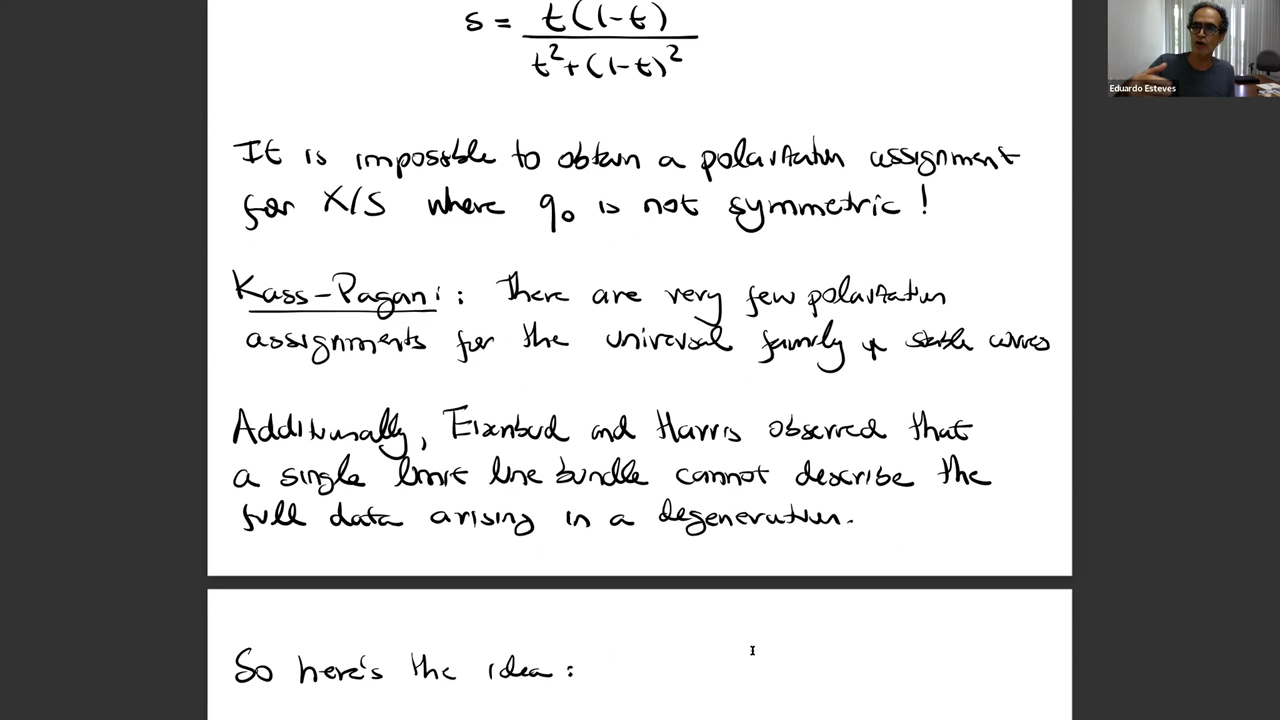 s = t(1-t) / t²+(1-t)²
Eduardo Esteves
It is impossible to obtain a polarization assignment
for X/S where q₀ is not symmetric!
Kass-Pagani: There are very few polarization
assignments for the universal family of stable curves
Additionally, Eisenbud and Harris observed that
a single limit line bundle cannot describe the
full data arising in a degeneration.
So here's the idea: